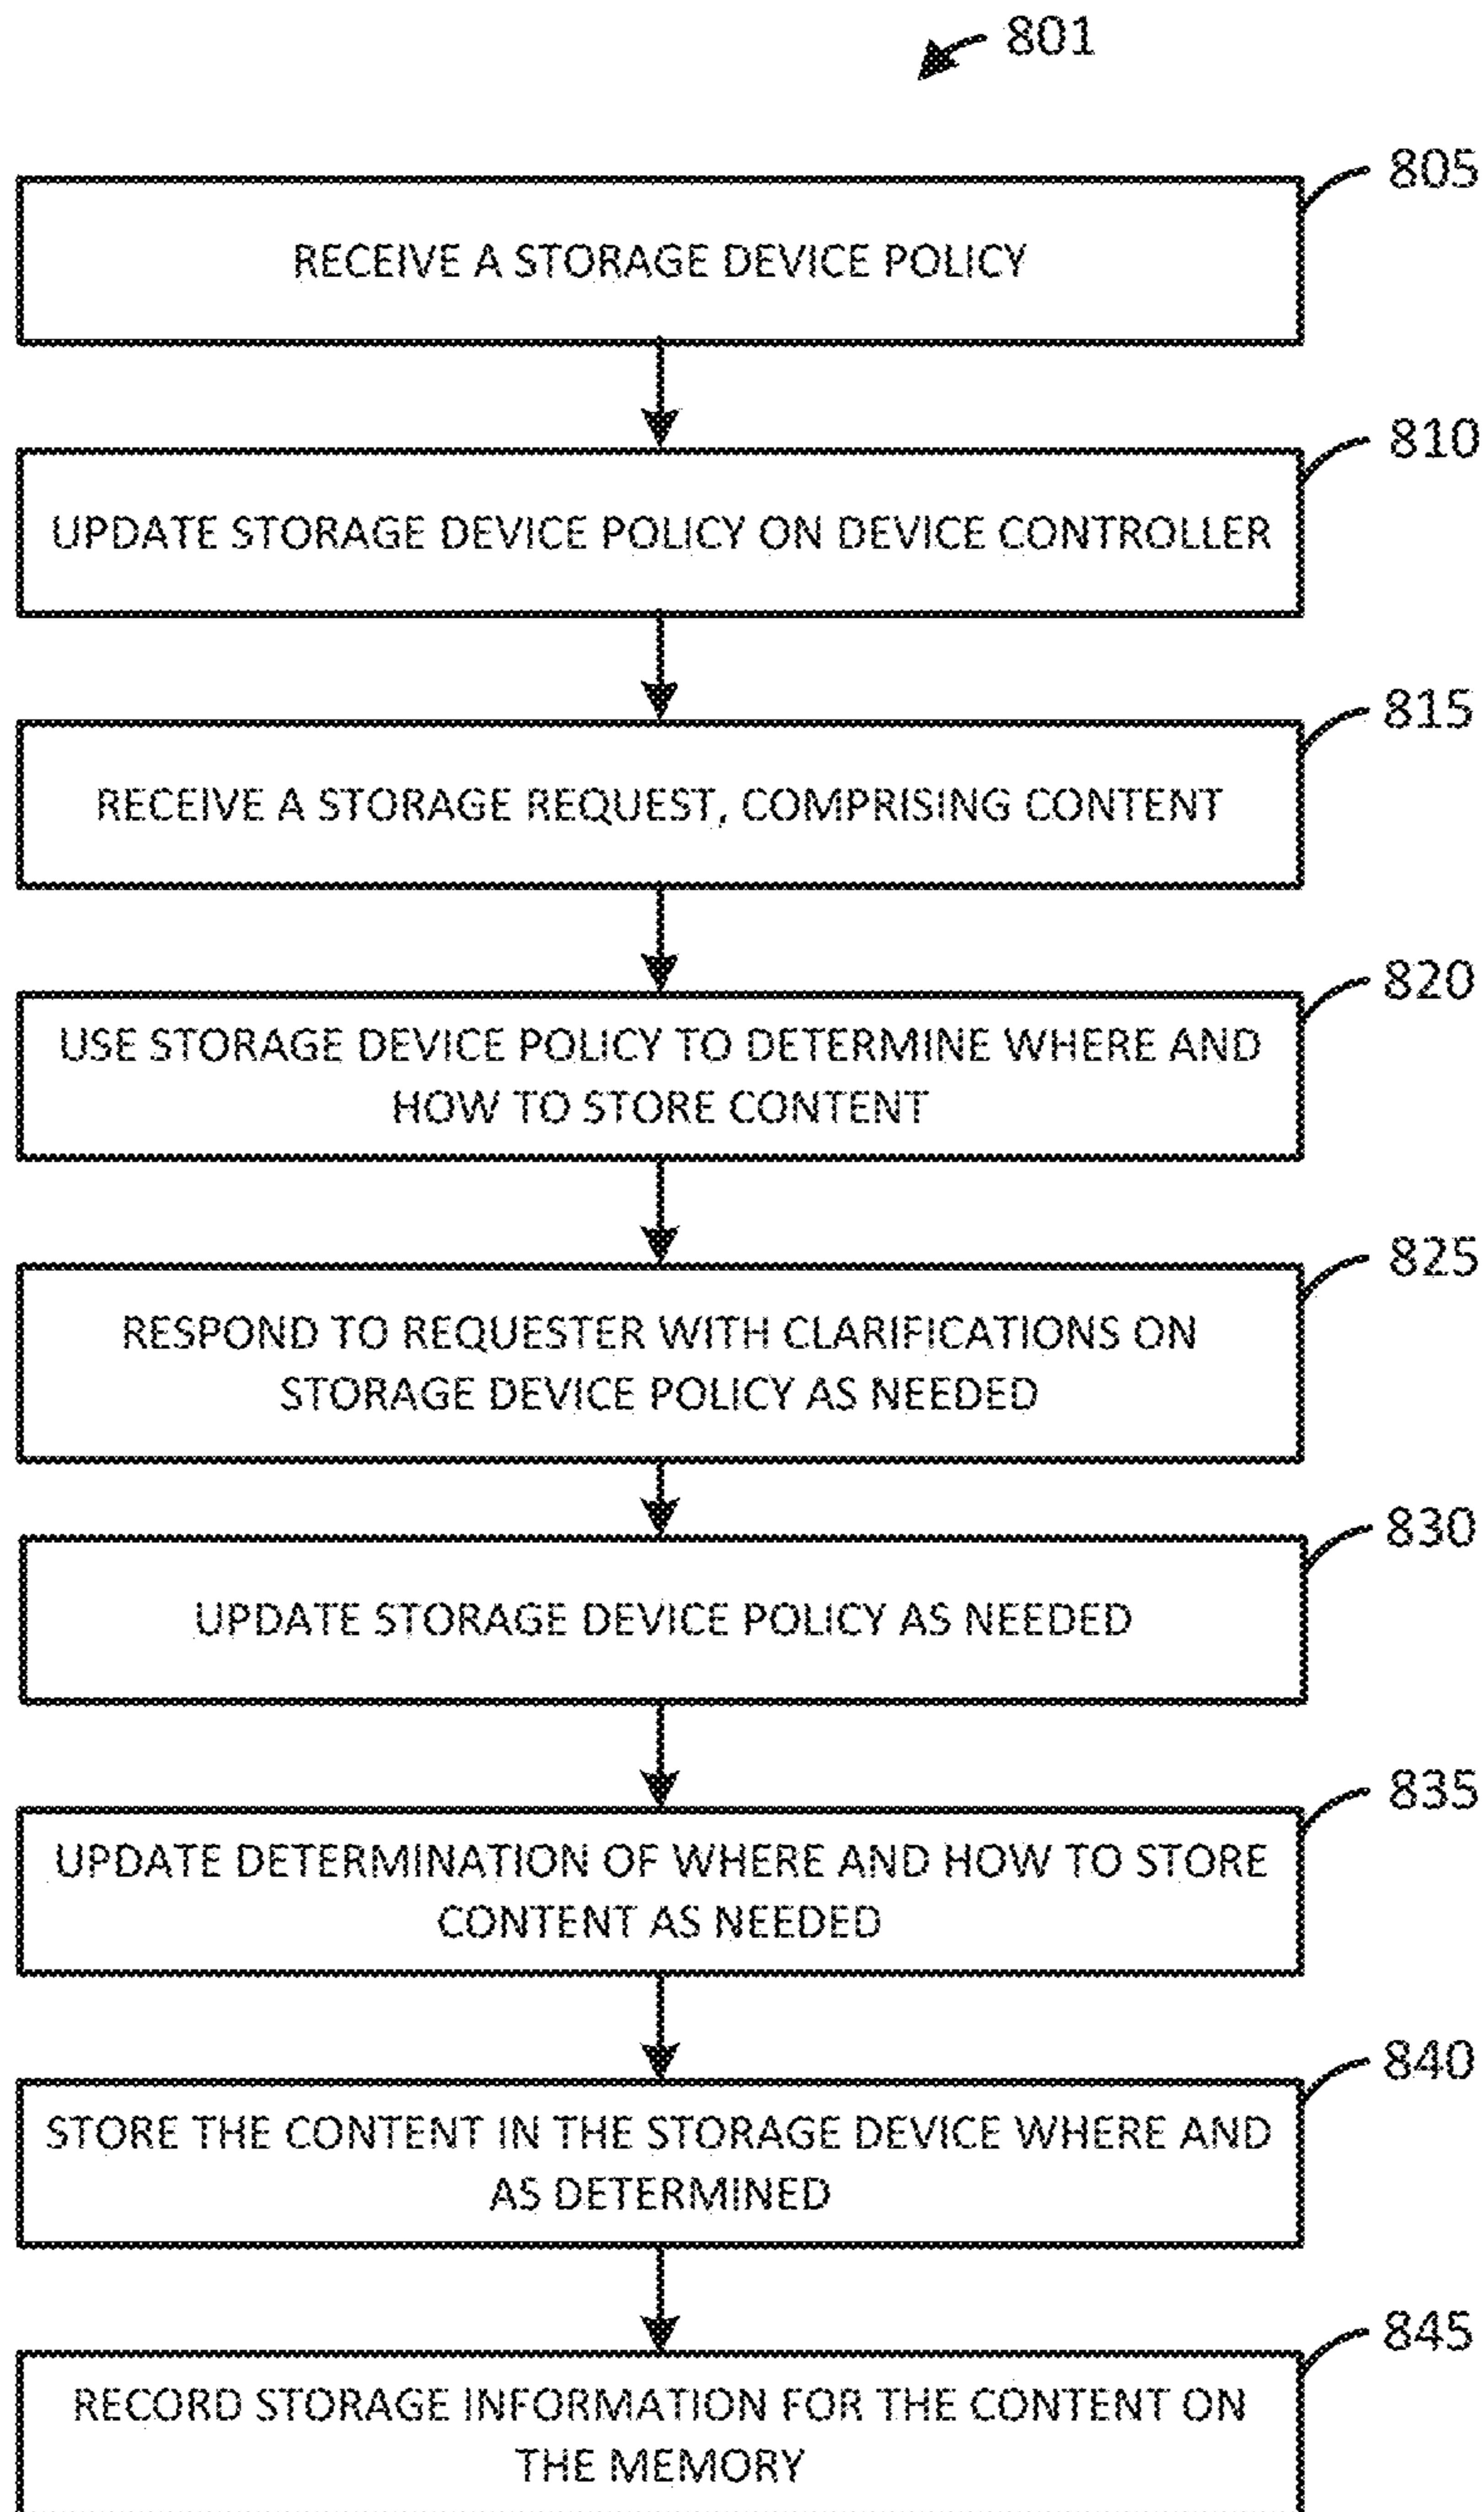 801
805
RECEIVE A STORAGE DEVICE POLICY
810
UPDATE STORAGE DEVICE POLICY ON DEVICE CONTROLLER
815
RECEIVE A STORAGE REQUEST, COMPRISING CONTENT
820
USE STORAGE DEVICE POLICY TO DETERMINE WHERE AND
HOW TO STORE CONTENT
825
RESPOND TO REQUESTER WITH CLARIFICATIONS ON
STORAGE DEVICE POLICY AS NEEDED
830
UPDATE STORAGE DEVICE POLICY AS NEEDED
835
UPDATE DETERMINATION OF WHERE AND HOW TO STORE
CONTENT AS NEEDED
840
STORE THE CONTENT IN THE STORAGE DEVICE WHERE AND
AS DETERMINED
845
RECORD STORAGE INFORMATION FOR THE CONTENT ON
THE MEMORY